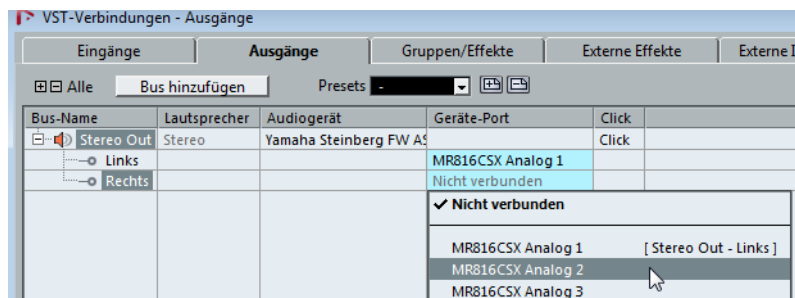 VST-Verbindungen - Ausgänge
Eingänge Ausgänge Gruppen/Effekte Externe Effekte Externe
Alle Bus hinzufügen Presets -
Bus-Name Lautsprecher Audiogerät Geräte-Port Click
Stereo Out Stereo Yamaha Steinberg FW Click
Links MR816CSX Analog 1
Rechts Nicht verbunden
✓ Nicht verbunden
MR816CSX Analog 1 [ Stereo Out - Links ]
MR816CSX Analog 2
MR816CSX Analog 3